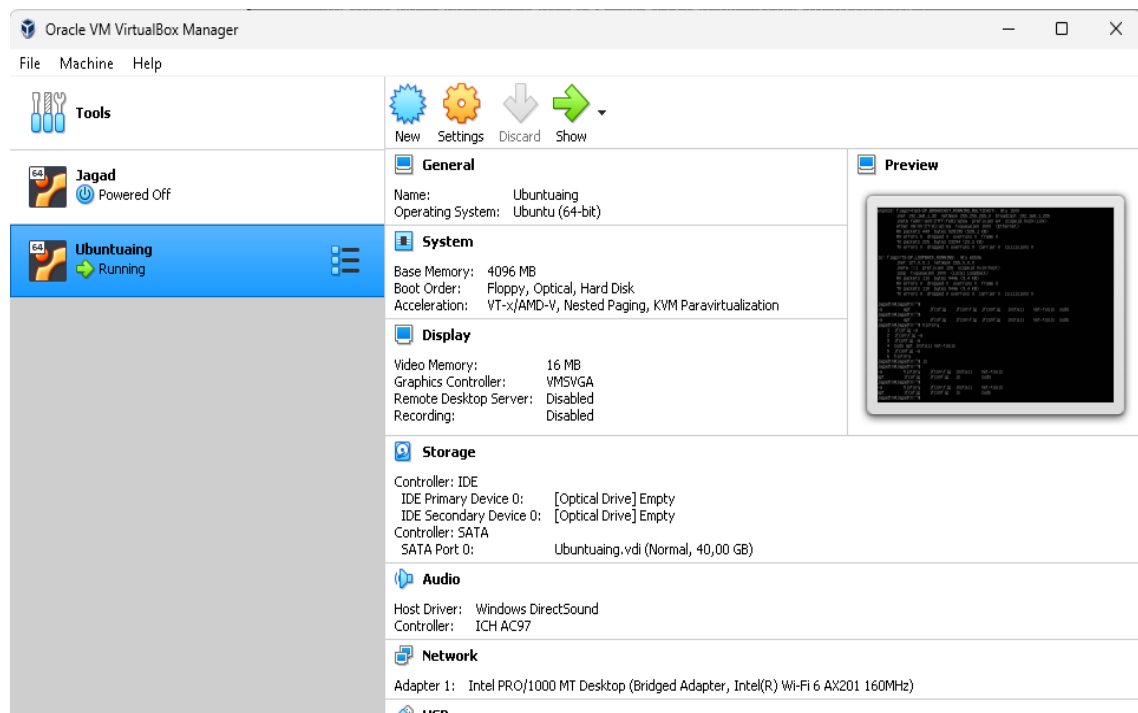 Oracle VM VirtualBox Manager
File Machine Help
Tools
New Settings Discard Show
64 Jagad
Powered Off
64 Ubuntuaing
Running
General
Name: Ubuntuaing
Operating System: Ubuntu (64-bit)
System
Base Memory: 4096 MB
Boot Order: Floppy, Optical, Hard Disk
Acceleration: VT-x/AMD-V, Nested Paging, KVM Paravirtualization
Display
Video Memory: 16 MB
Graphics Controller: VMSVGA
Remote Desktop Server: Disabled
Recording: Disabled
Preview
Storage
Controller: IDE
IDE Primary Device 0: [Optical Drive] Empty
IDE Secondary Device 0: [Optical Drive] Empty
Controller: SATA
SATA Port 0: Ubuntuaing.vdi (Normal, 40,00 GB)
Audio
Host Driver: Windows DirectSound
Controller: ICH AC97
Network
Adapter 1: Intel PRO/1000 MT Desktop (Bridged Adapter, Intel(R) Wi-Fi 6 AX201 160MHz)